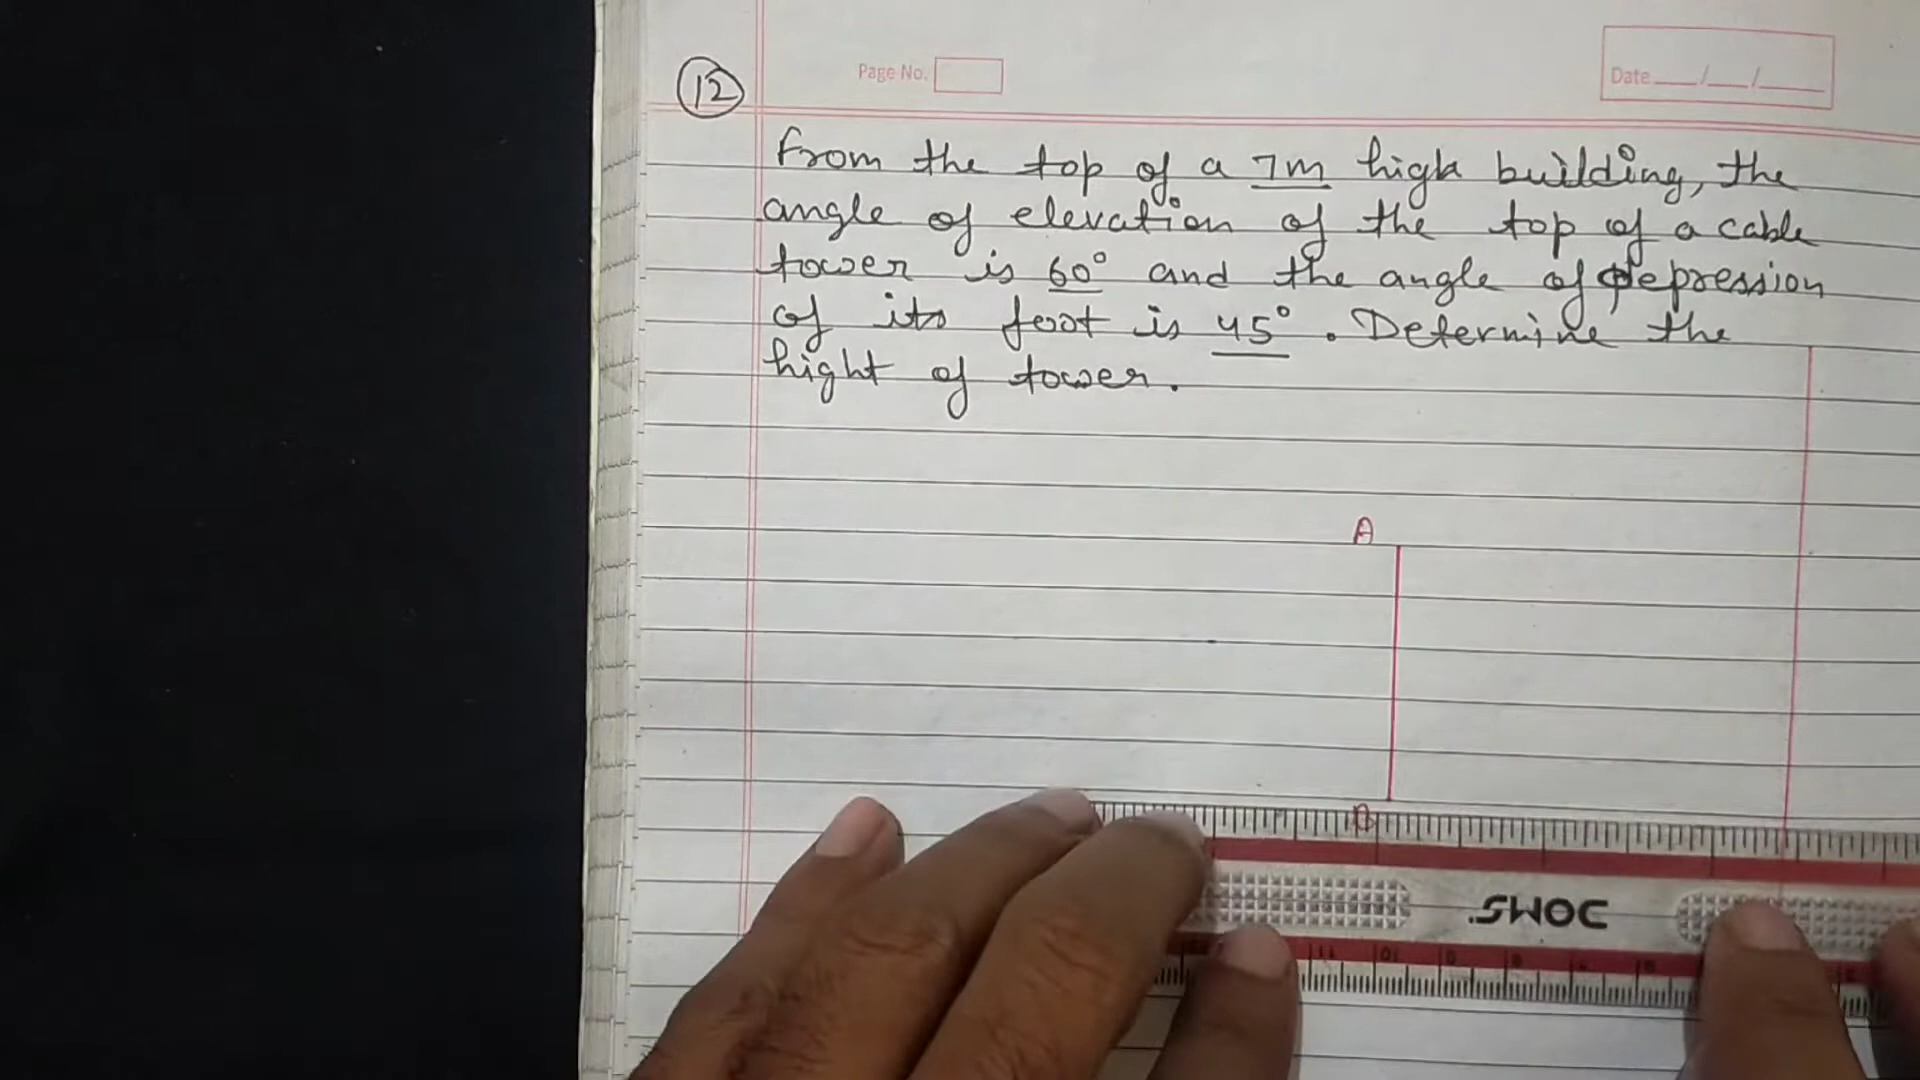 12
Page No.
Date / /
From the top of a 7m high building, the
angle of elevation of the top of a cable
tower is 60° and the angle of depression
of its foot is 45°. Determine the
hight of tower.
A
B
DOMS